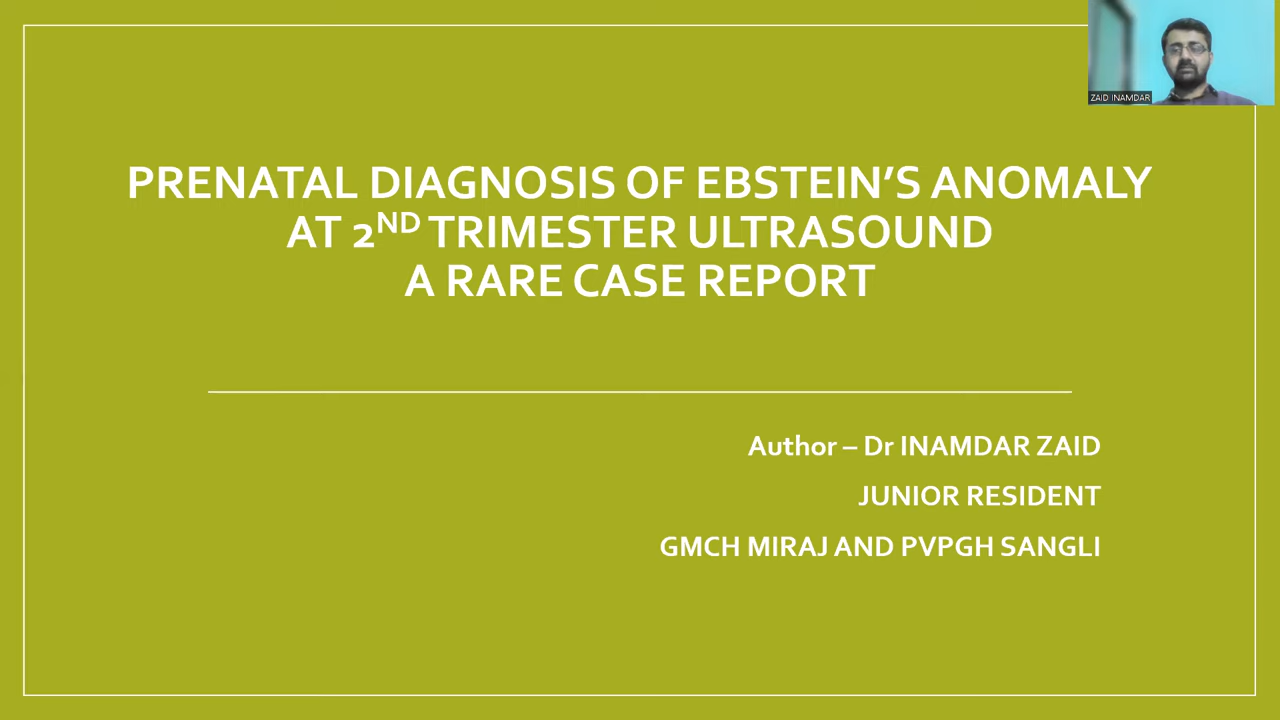 ZAID INAMDAR
PRENATAL DIAGNOSIS OF EBSTEIN’S ANOMALY
AT 2ND TRIMESTER ULTRASOUND
A RARE CASE REPORT
Author – Dr INAMDAR ZAID
JUNIOR RESIDENT
GMCH MIRAJ AND PVPGH SANGLI